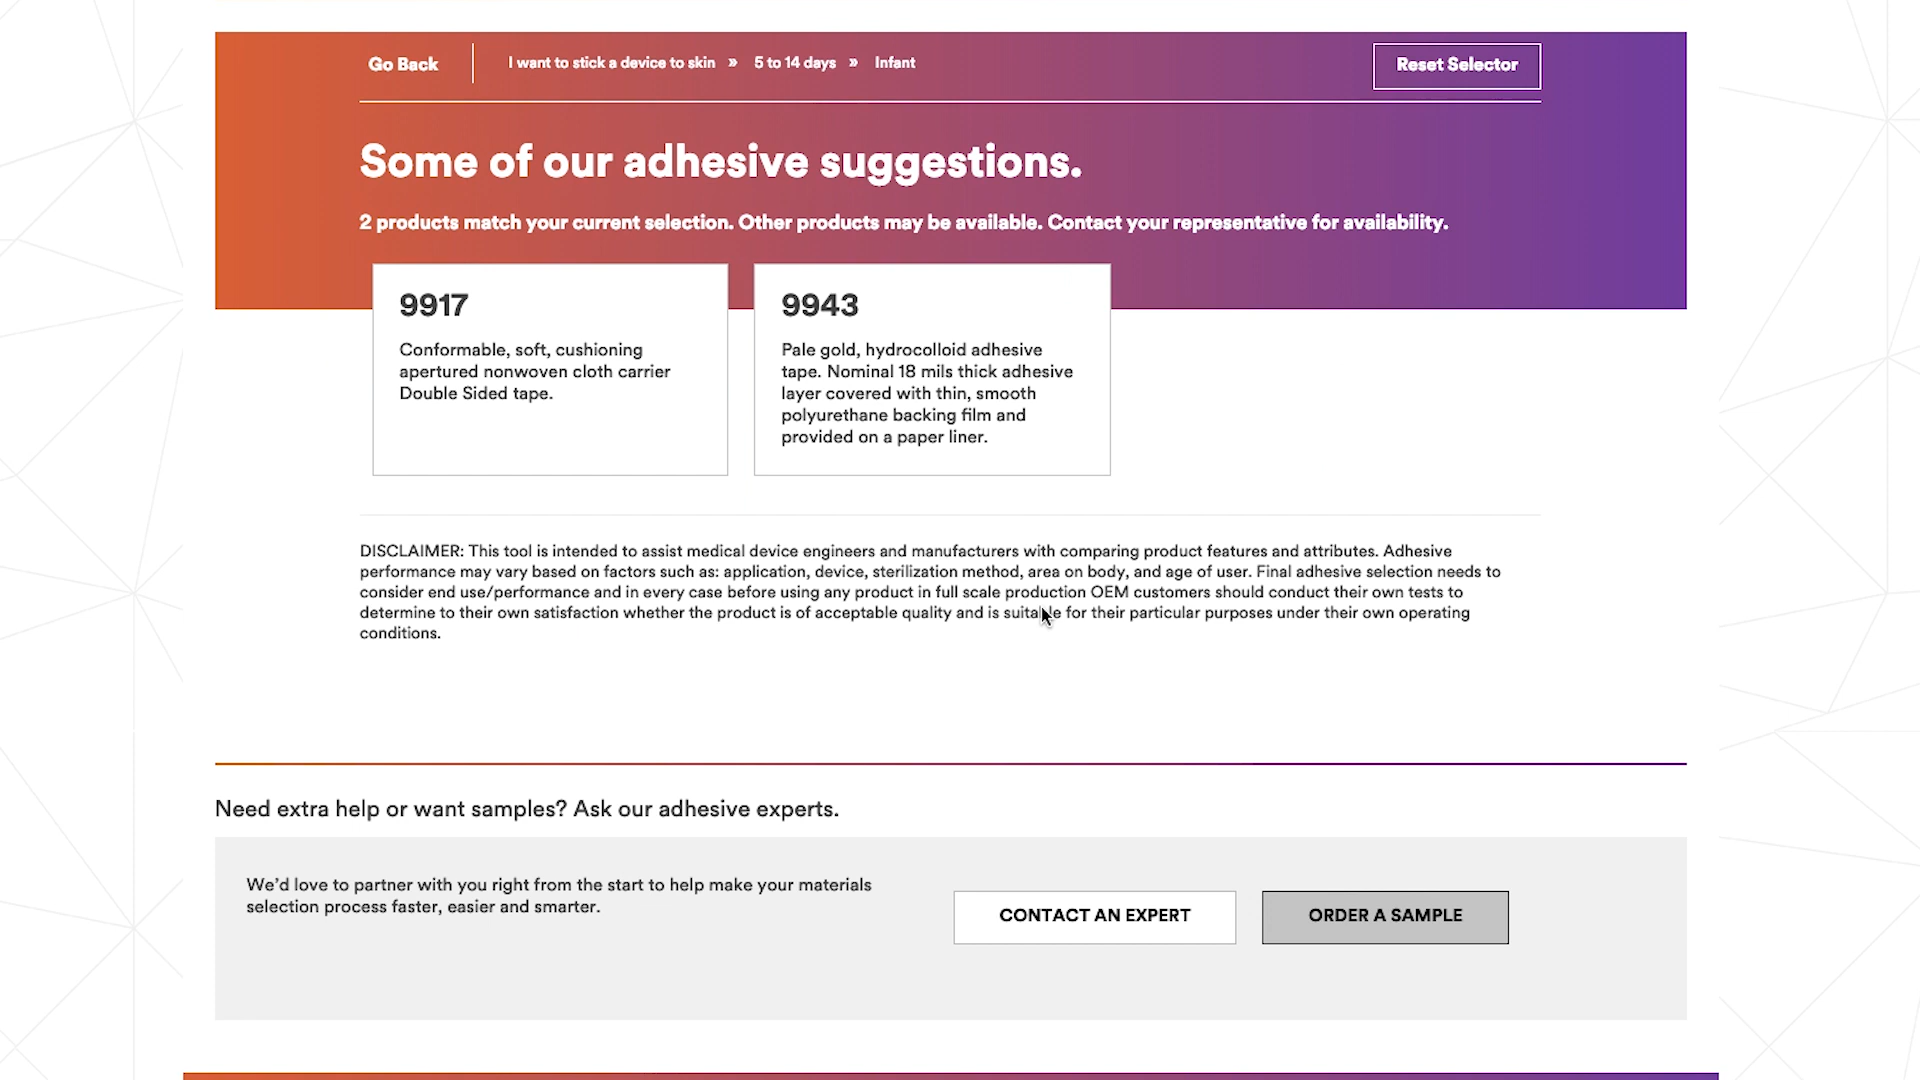 Go Back
I want to stick a device to skin » 5 to 14 days » Infant
Reset Selector
Some of our adhesive suggestions.
2 products match your current selection. Other products may be available. Contact your representative for availability.
9917
Conformable, soft, cushioning
apertured nonwoven cloth carrier
Double Sided tape.
9943
Pale gold, hydrocolloid adhesive
tape. Nominal 18 mils thick adhesive
layer covered with thin, smooth
polyurethane backing film and
provided on a paper liner.
DISCLAIMER: This tool is intended to assist medical device engineers and manufacturers with comparing product features and attributes. Adhesive
performance may vary based on factors such as: application, device, sterilization method, area on body, and age of user. Final adhesive selection needs to
consider end use/performance and in every case before using any product in full scale production OEM customers should conduct their own tests to
determine to their own satisfaction whether the product is of acceptable quality and is suitable for their particular purposes under their own operating
conditions.
Need extra help or want samples? Ask our adhesive experts.
We'd love to partner with you right from the start to help make your materials
selection process faster, easier and smarter.
CONTACT AN EXPERT
ORDER A SAMPLE